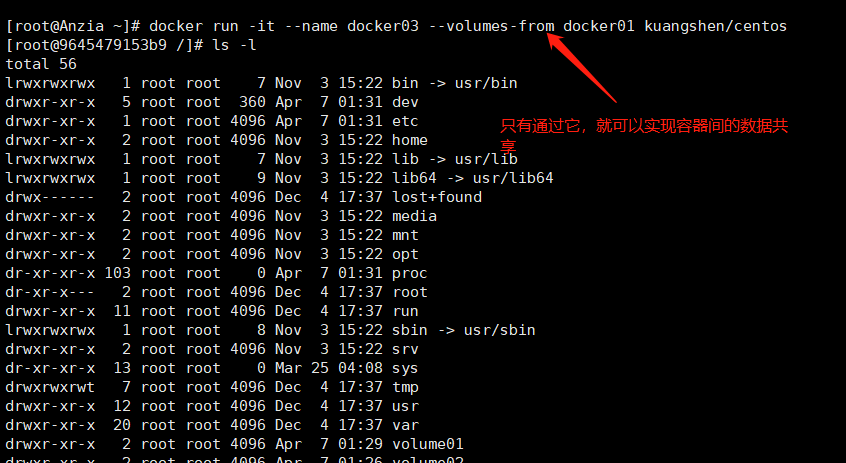 [root@Anzia ~]# docker run -it --name docker03 --volumes-from docker01 kuangshen/centos
[root@9645479153b9 /]# ls -l
total 56
lrwxrwxrwx   1 root root    7 Nov  3 15:22 bin -> usr/bin
drwxr-xr-x   5 root root  360 Apr  7 01:31 dev
drwxr-xr-x   1 root root 4096 Apr  7 01:31 etc
drwxr-xr-x   2 root root 4096 Nov  3 15:22 home
只有通过它，就可以实现容器间的数据共
享
lrwxrwxrwx   1 root root    7 Nov  3 15:22 lib -> usr/lib
lrwxrwxrwx   1 root root    9 Nov  3 15:22 lib64 -> usr/lib64
drwx------   2 root root 4096 Dec  4 17:37 lost+found
drwxr-xr-x   2 root root 4096 Nov  3 15:22 media
drwxr-xr-x   2 root root 4096 Nov  3 15:22 mnt
drwxr-xr-x   2 root root 4096 Nov  3 15:22 opt
dr-xr-xr-x 103 root root    0 Apr  7 01:31 proc
dr-xr-x---   2 root root 4096 Dec  4 17:37 root
drwxr-xr-x  11 root root 4096 Dec  4 17:37 run
lrwxrwxrwx   1 root root    8 Nov  3 15:22 sbin -> usr/sbin
drwxr-xr-x   2 root root 4096 Nov  3 15:22 srv
dr-xr-xr-x  13 root root    0 Mar 25 04:08 sys
drwxrwxrwt   7 root root 4096 Dec  4 17:37 tmp
drwxr-xr-x  12 root root 4096 Dec  4 17:37 usr
drwxr-xr-x  20 root root 4096 Dec  4 17:37 var
drwxr-xr-x   2 root root 4096 Apr  7 01:29 volume01
drwxr-xr-x   2 root root 4096 Apr  7 01:26 volume02